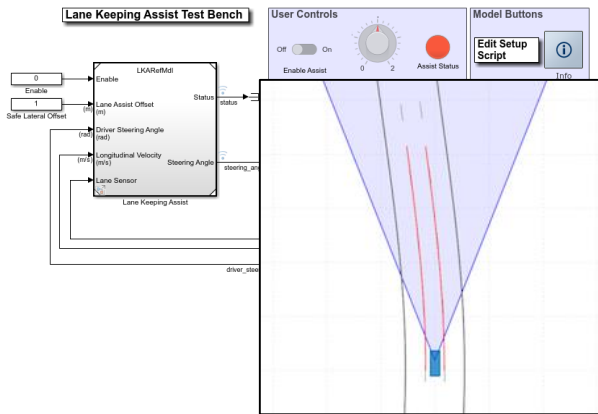 Lane Keeping Assist Test Bench
User Controls
Model Buttons
Off
On
Enable Assist
0
1
2
Assist Status
Edit Setup
Script
Info
LKARefMdl
0
Enable
Enable
1
Safe Lateral Offset
(m)
Lane Assist Offset
(m)
(rad)
Driver Steering Angle
(rad)
(m/s)
Longitudinal Velocity
(m/s)
Lane Sensor
Status
status
Steering Angle
steering_ang
Lane Keeping Assist
driver_stee